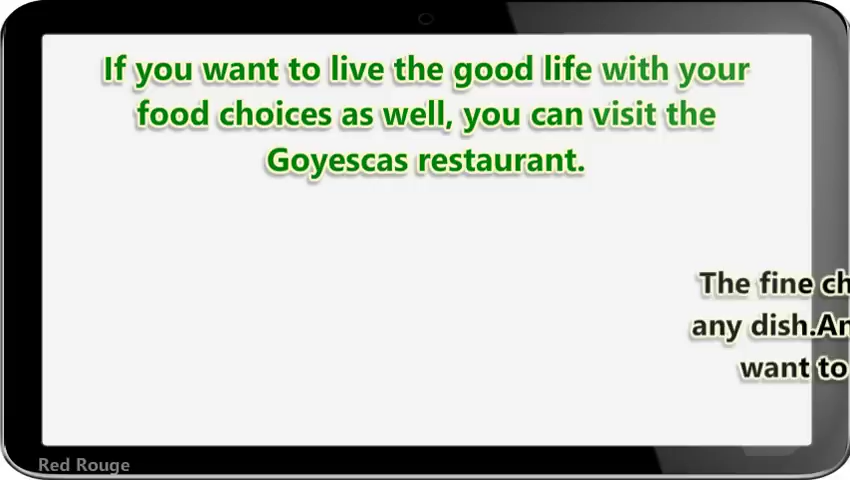 If you want to live the good life with your
food choices as well, you can visit the
Goyescas restaurant.
The fine
any dish.
want to
Red Rouge